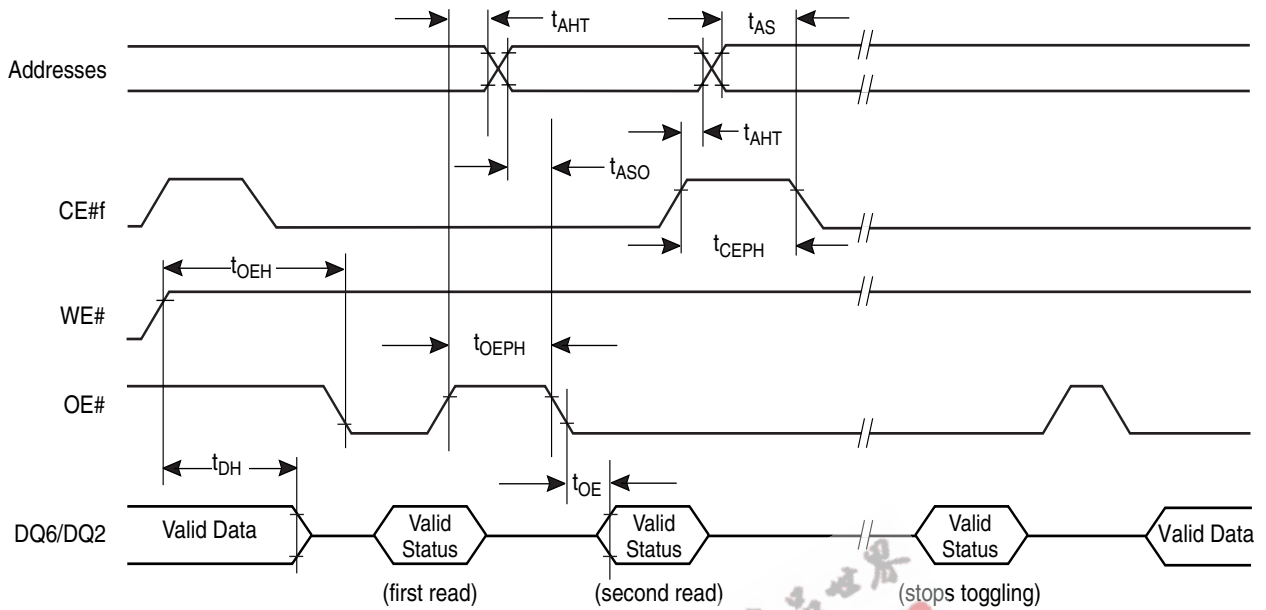 tAHT
tAS
Addresses
tAHT
tASO
CE#f
tCEPH
tOEH
WE#
tOEPH
OE#
tDH
tOE
DQ6/DQ2
Valid Data
Valid
Status
Valid
Status
Valid
Status
Valid Data
(first read)
(second read)
(stops toggling)